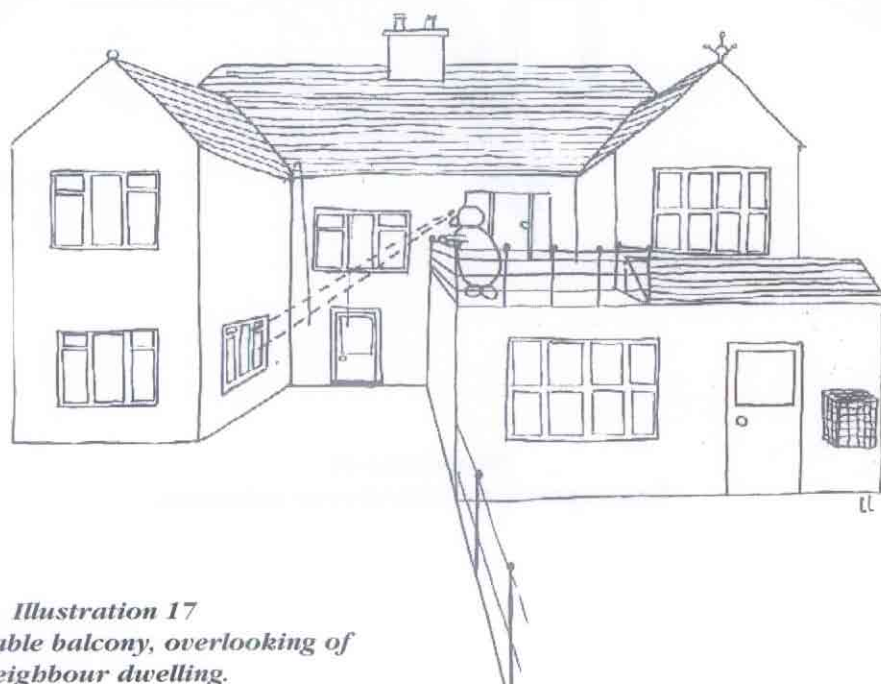 Illustration 17
able balcony, overlooking of
eighbour dwelling.